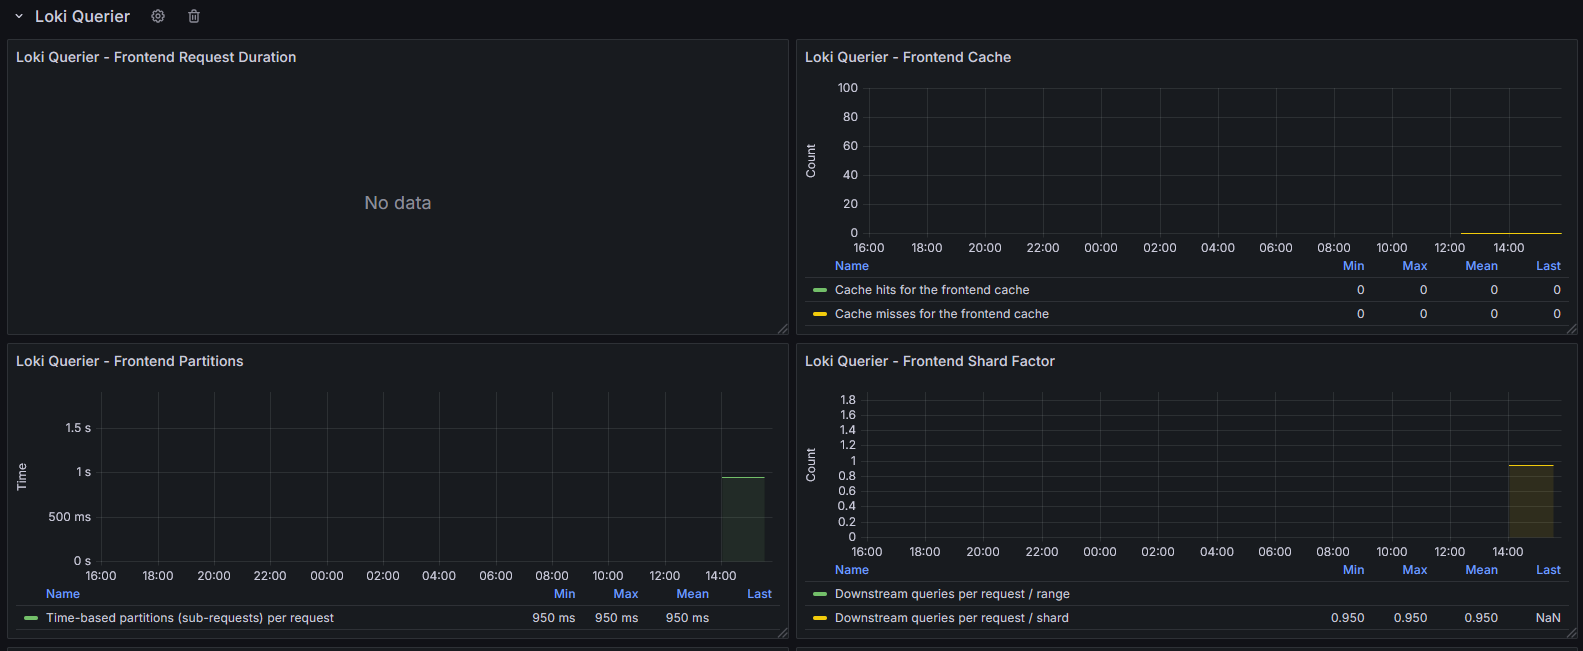 Loki Querier
Loki Querier - Frontend Request Duration
No data
Loki Querier - Frontend Cache
100
80
60
40
20
0
Count
16:00 18:00 20:00 22:00 00:00 02:00 04:00 06:00 08:00 10:00 12:00 14:00
Name Min Max Mean Last
Cache hits for the frontend cache 0 0 0 0
Cache misses for the frontend cache 0 0 0 0
Loki Querier - Frontend Partitions
1.5 s
1 s
500 ms
0 s
Time
16:00 18:00 20:00 22:00 00:00 02:00 04:00 06:00 08:00 10:00 12:00 14:00
Name Min Max Mean Last
Time-based partitions (sub-requests) per request 950 ms 950 ms 950 ms
Loki Querier - Frontend Shard Factor
1.8
1.6
1.4
1.2
1
0.8
0.6
0.4
0.2
0
Count
16:00 18:00 20:00 22:00 00:00 02:00 04:00 06:00 08:00 10:00 12:00 14:00
Name Min Max Mean Last
Downstream queries per request / range
Downstream queries per request / shard 0.950 0.950 0.950 NaN